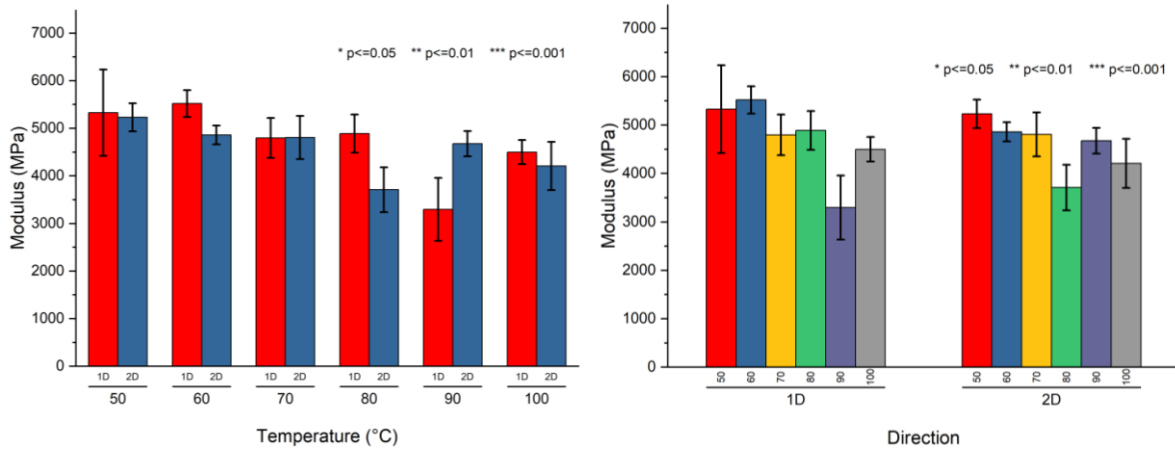 7000
6000
5000
4000
3000
2000
1000
0
Modulus (MPa)
* p<=0.05 ** p<=0.01 *** p<=0.001
1D 2D 1D 2D 1D 2D 1D 2D 1D 2D 1D 2D
50 60 70 80 90 100
Temperature (°C)
7000
6000
5000
4000
3000
2000
1000
0
Modulus (MPa)
* p<=0.05 ** p<=0.01 *** p<=0.001
50 60 70 80 90 100 50 60 70 80 90 100
1D 2D
Direction